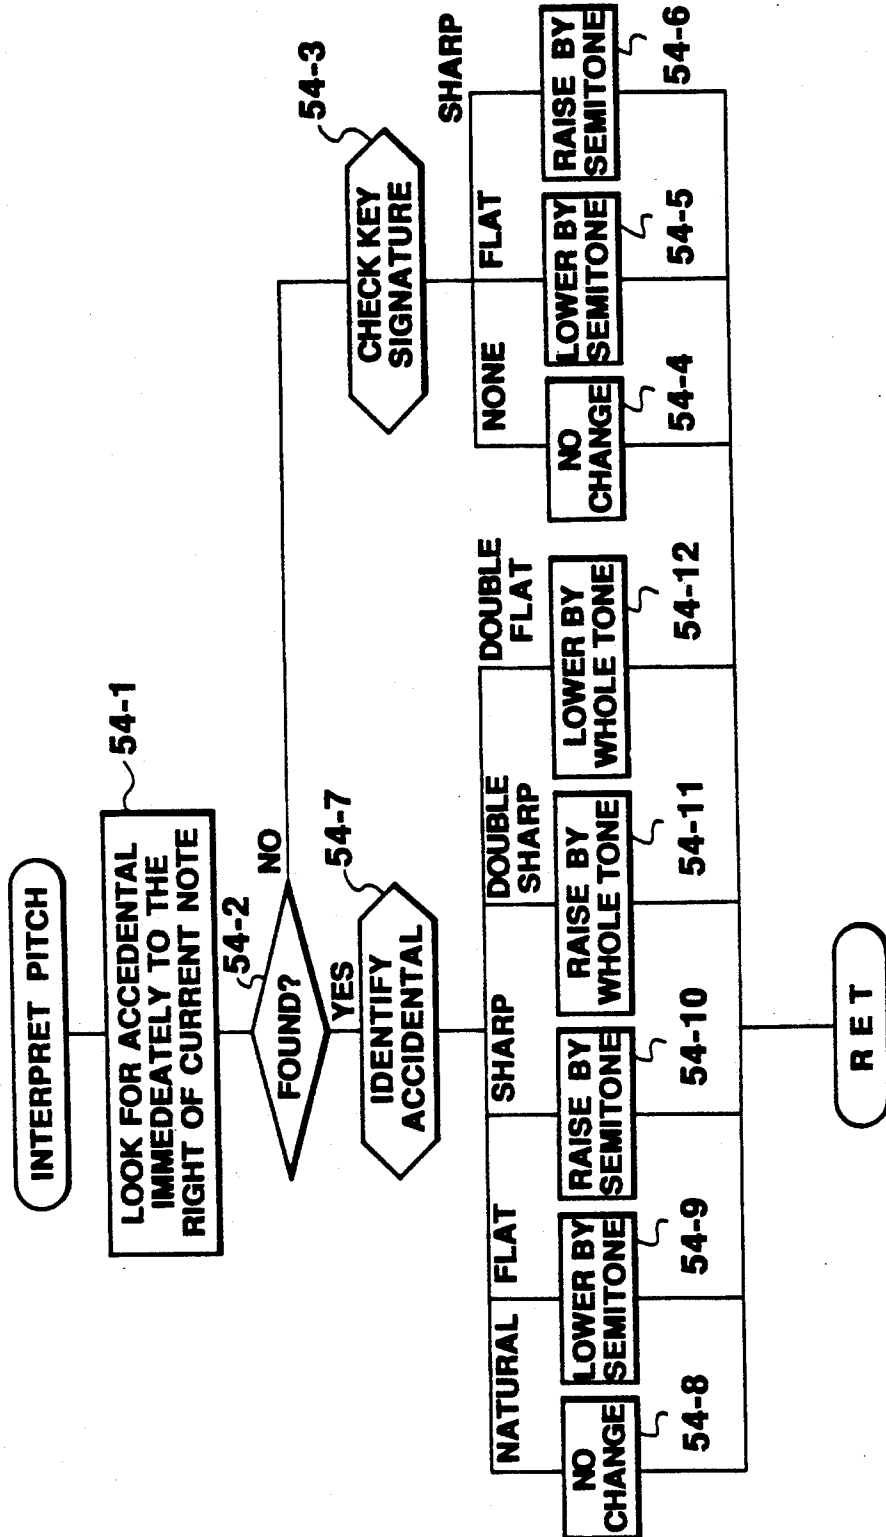 INTERPRET PITCH
LOOK FOR ACCEDENTAL
IMMEDEATELY TO THE
RIGHT OF CURRENT NOTE
54-1
54-2
FOUND?
NO
YES
54-7
IDENTIFY
ACCIDENTAL
54-3
CHECK KEY
SIGNATURE
NATURAL
FLAT
SHARP
DOUBLE
SHARP
DOUBLE
FLAT
NONE
FLAT
SHARP
NO
CHANGE
54-8
LOWER BY
SEMITONE
54-9
RAISE BY
SEMITONE
54-10
RAISE BY
WHOLE TONE
54-11
LOWER BY
WHOLE TONE
54-12
NO
CHANGE
54-4
LOWER BY
SEMITONE
54-5
RAISE BY
SEMITONE
54-6
RET